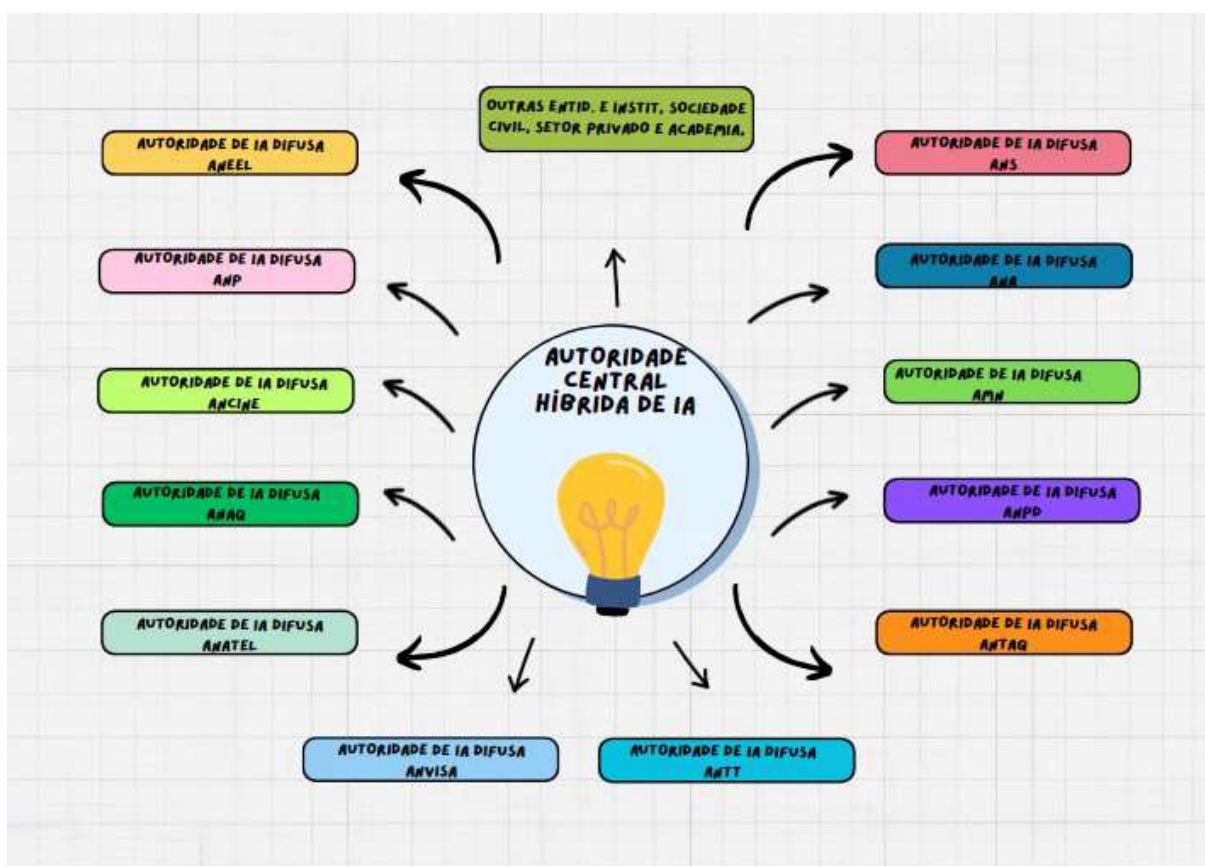 OUTRAS ENTID. E INSTIT, SOCIEDADE
CIVIL, SETOR PRIVADO E ACADEMIA,
AUTORIDADE DE IA DIFUSA
ANEEL
AUTORIDADE DE IA DIFUSA
ANS
AUTORIDADE DE IA DIFUSA
ANP
AUTORIDADE DE IA DIFUSA
ANA
AUTORIDADE
CENTRAL
HÍBRIDA DE IA
AUTORIDADE DE IA DIFUSA
ANCINE
AUTORIDADE DE IA DIFUSA
AMN
AUTORIDADE DE IA DIFUSA
ANAQ
AUTORIDADE DE IA DIFUSA
ANPD
AUTORIDADE DE IA DIFUSA
ANATEL
AUTORIDADE DE IA DIFUSA
ANTAQ
AUTORIDADE DE IA DIFUSA
ANVISA
AUTORIDADE DE IA DIFUSA
ANTT